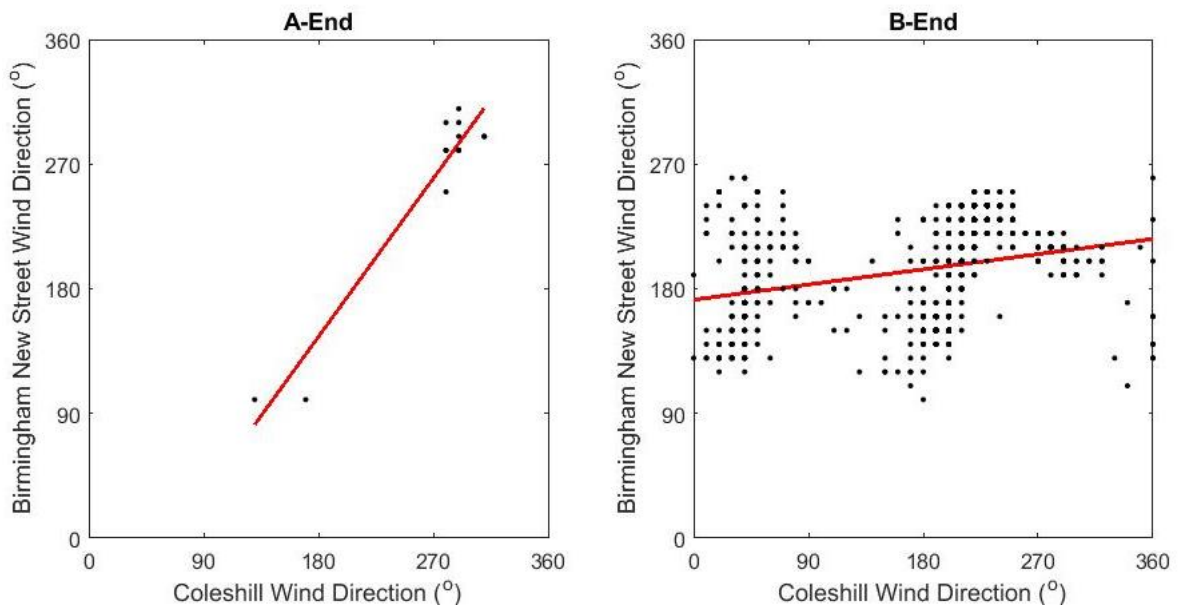 A-End
360
270
180
90
0
0 90 180 270 360
Birmingham New Street Wind Direction (°)
Coleshill Wind Direction (°)
B-End
360
270
180
90
0
0 90 180 270 360
Birmingham New Street Wind Direction (°)
Coleshill Wind Direction (°)